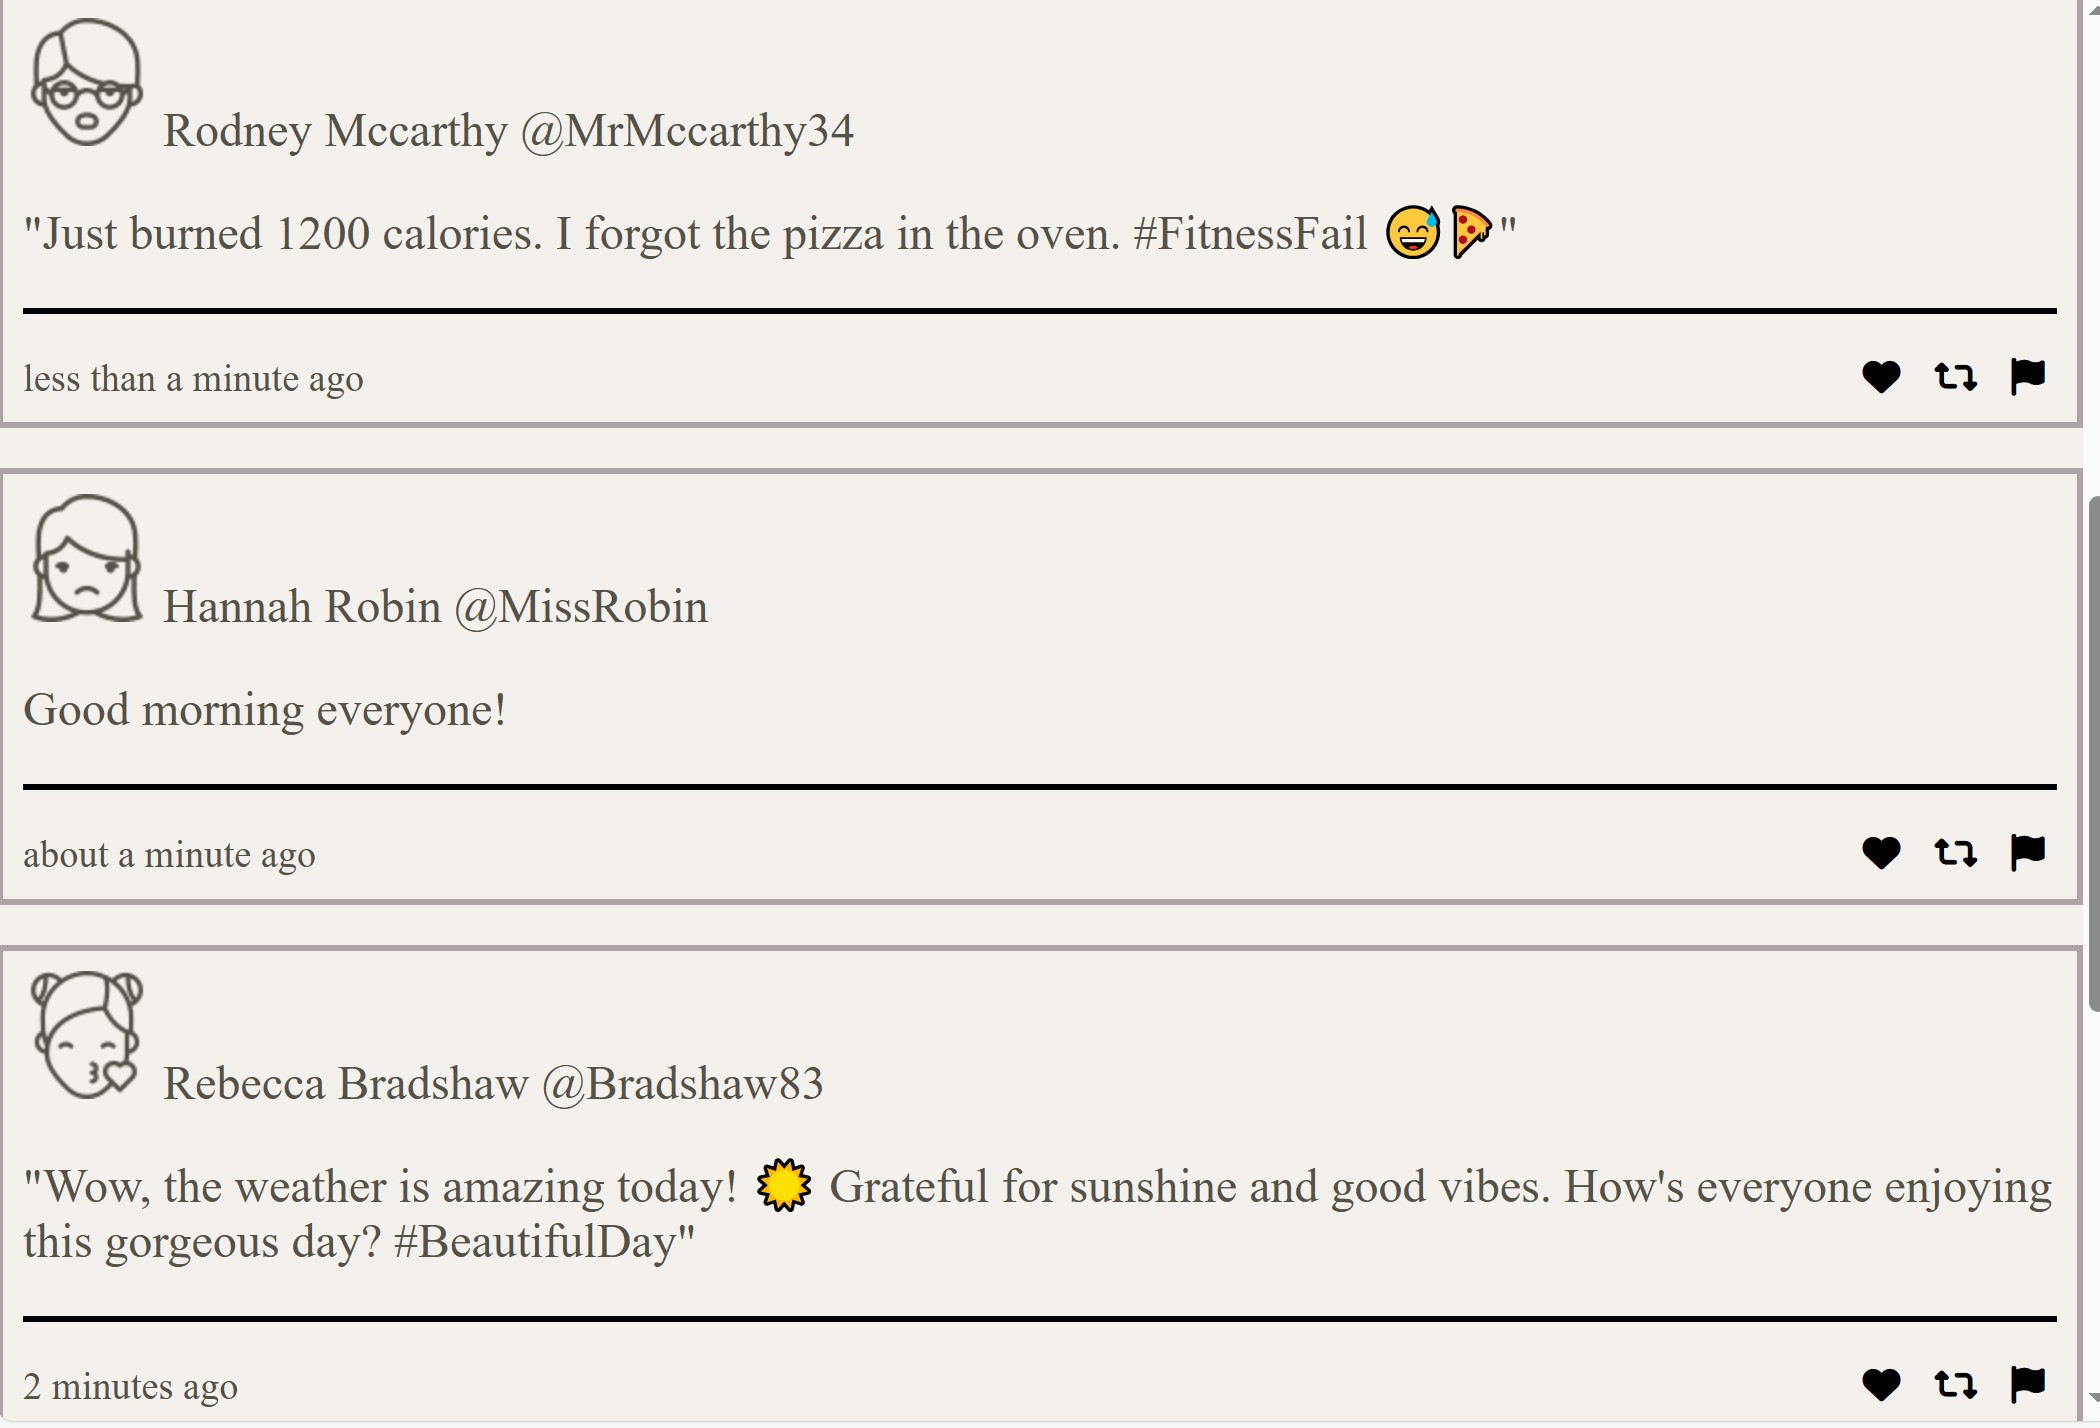 Rodney Mccarthy @MrMccarthy34
"Just burned 1200 calories. I forgot the pizza in the oven. #FitnessFail 😅🍕"
less than a minute ago
Hannah Robin @MissRobin
Good morning everyone!
about a minute ago
Rebecca Bradshaw @Bradshaw83
"Wow, the weather is amazing today! ☀️ Grateful for sunshine and good vibes. How's everyone enjoying
this gorgeous day? #BeautifulDay"
2 minutes ago